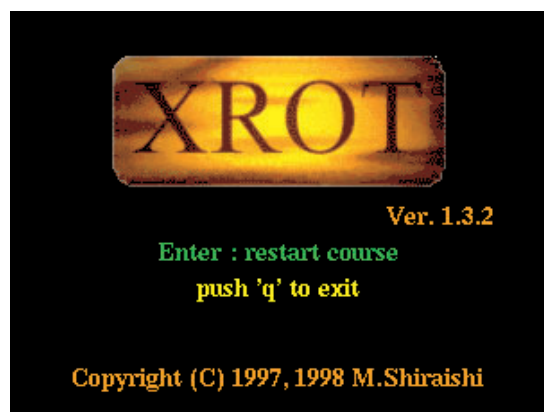 XROT
Ver. 1.3.2
Enter : restart course
push 'q' to exit
Copyright (C) 1997, 1998 M.Shiraishi